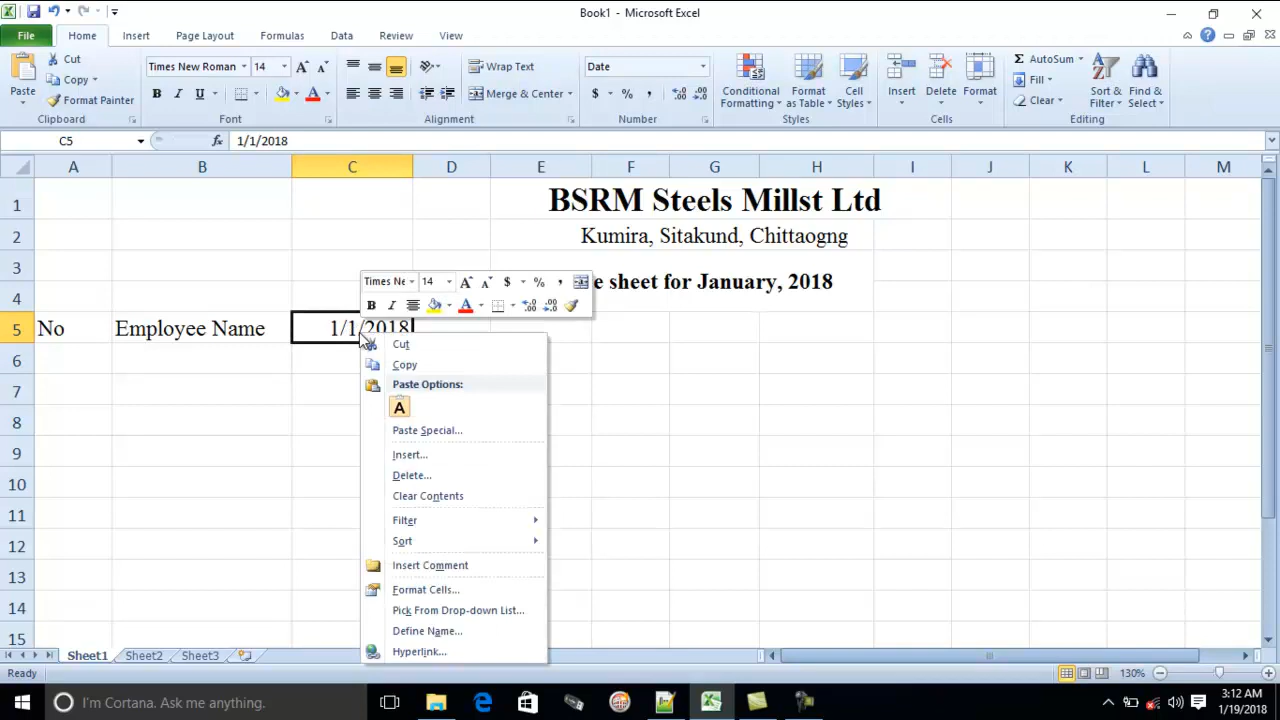 Book1 - Microsoft Excel
File Home Insert Page Layout Formulas Data Review View
Paste
Cut
Copy
Format Painter
Clipboard
Times New Roman 14
B I U
Font
Wrap Text
Merge & Center
Alignment
Date
$ % ,
Number
Conditional Formatting
Format as Table
Cell Styles
Styles
Insert Delete Format
Cells
AutoSum
Fill
Clear
Sort & Filter
Find & Select
Editing
C5 fx 1/1/2018
A B C D E F G H I J K L M
1 BSRM Steels Millst Ltd
2 Kumira, Sitakund, Chittaogng
3
e sheet for January, 2018
4
5 No Employee Name 1/1/2018
6
7
8
9
10
11
12
13
14
15
Times Ne 14 A A $ % ,
B I A
Cut
Copy
Paste Options:
A
Paste Special...
Insert...
Delete...
Clear Contents
Filter
Sort
Insert Comment
Format Cells...
Pick From Drop-down List...
Define Name...
Hyperlink...
Sheet1 Sheet2 Sheet3
Ready 130%
I'm Cortana. Ask me anything.
3:12 AM
1/19/2018